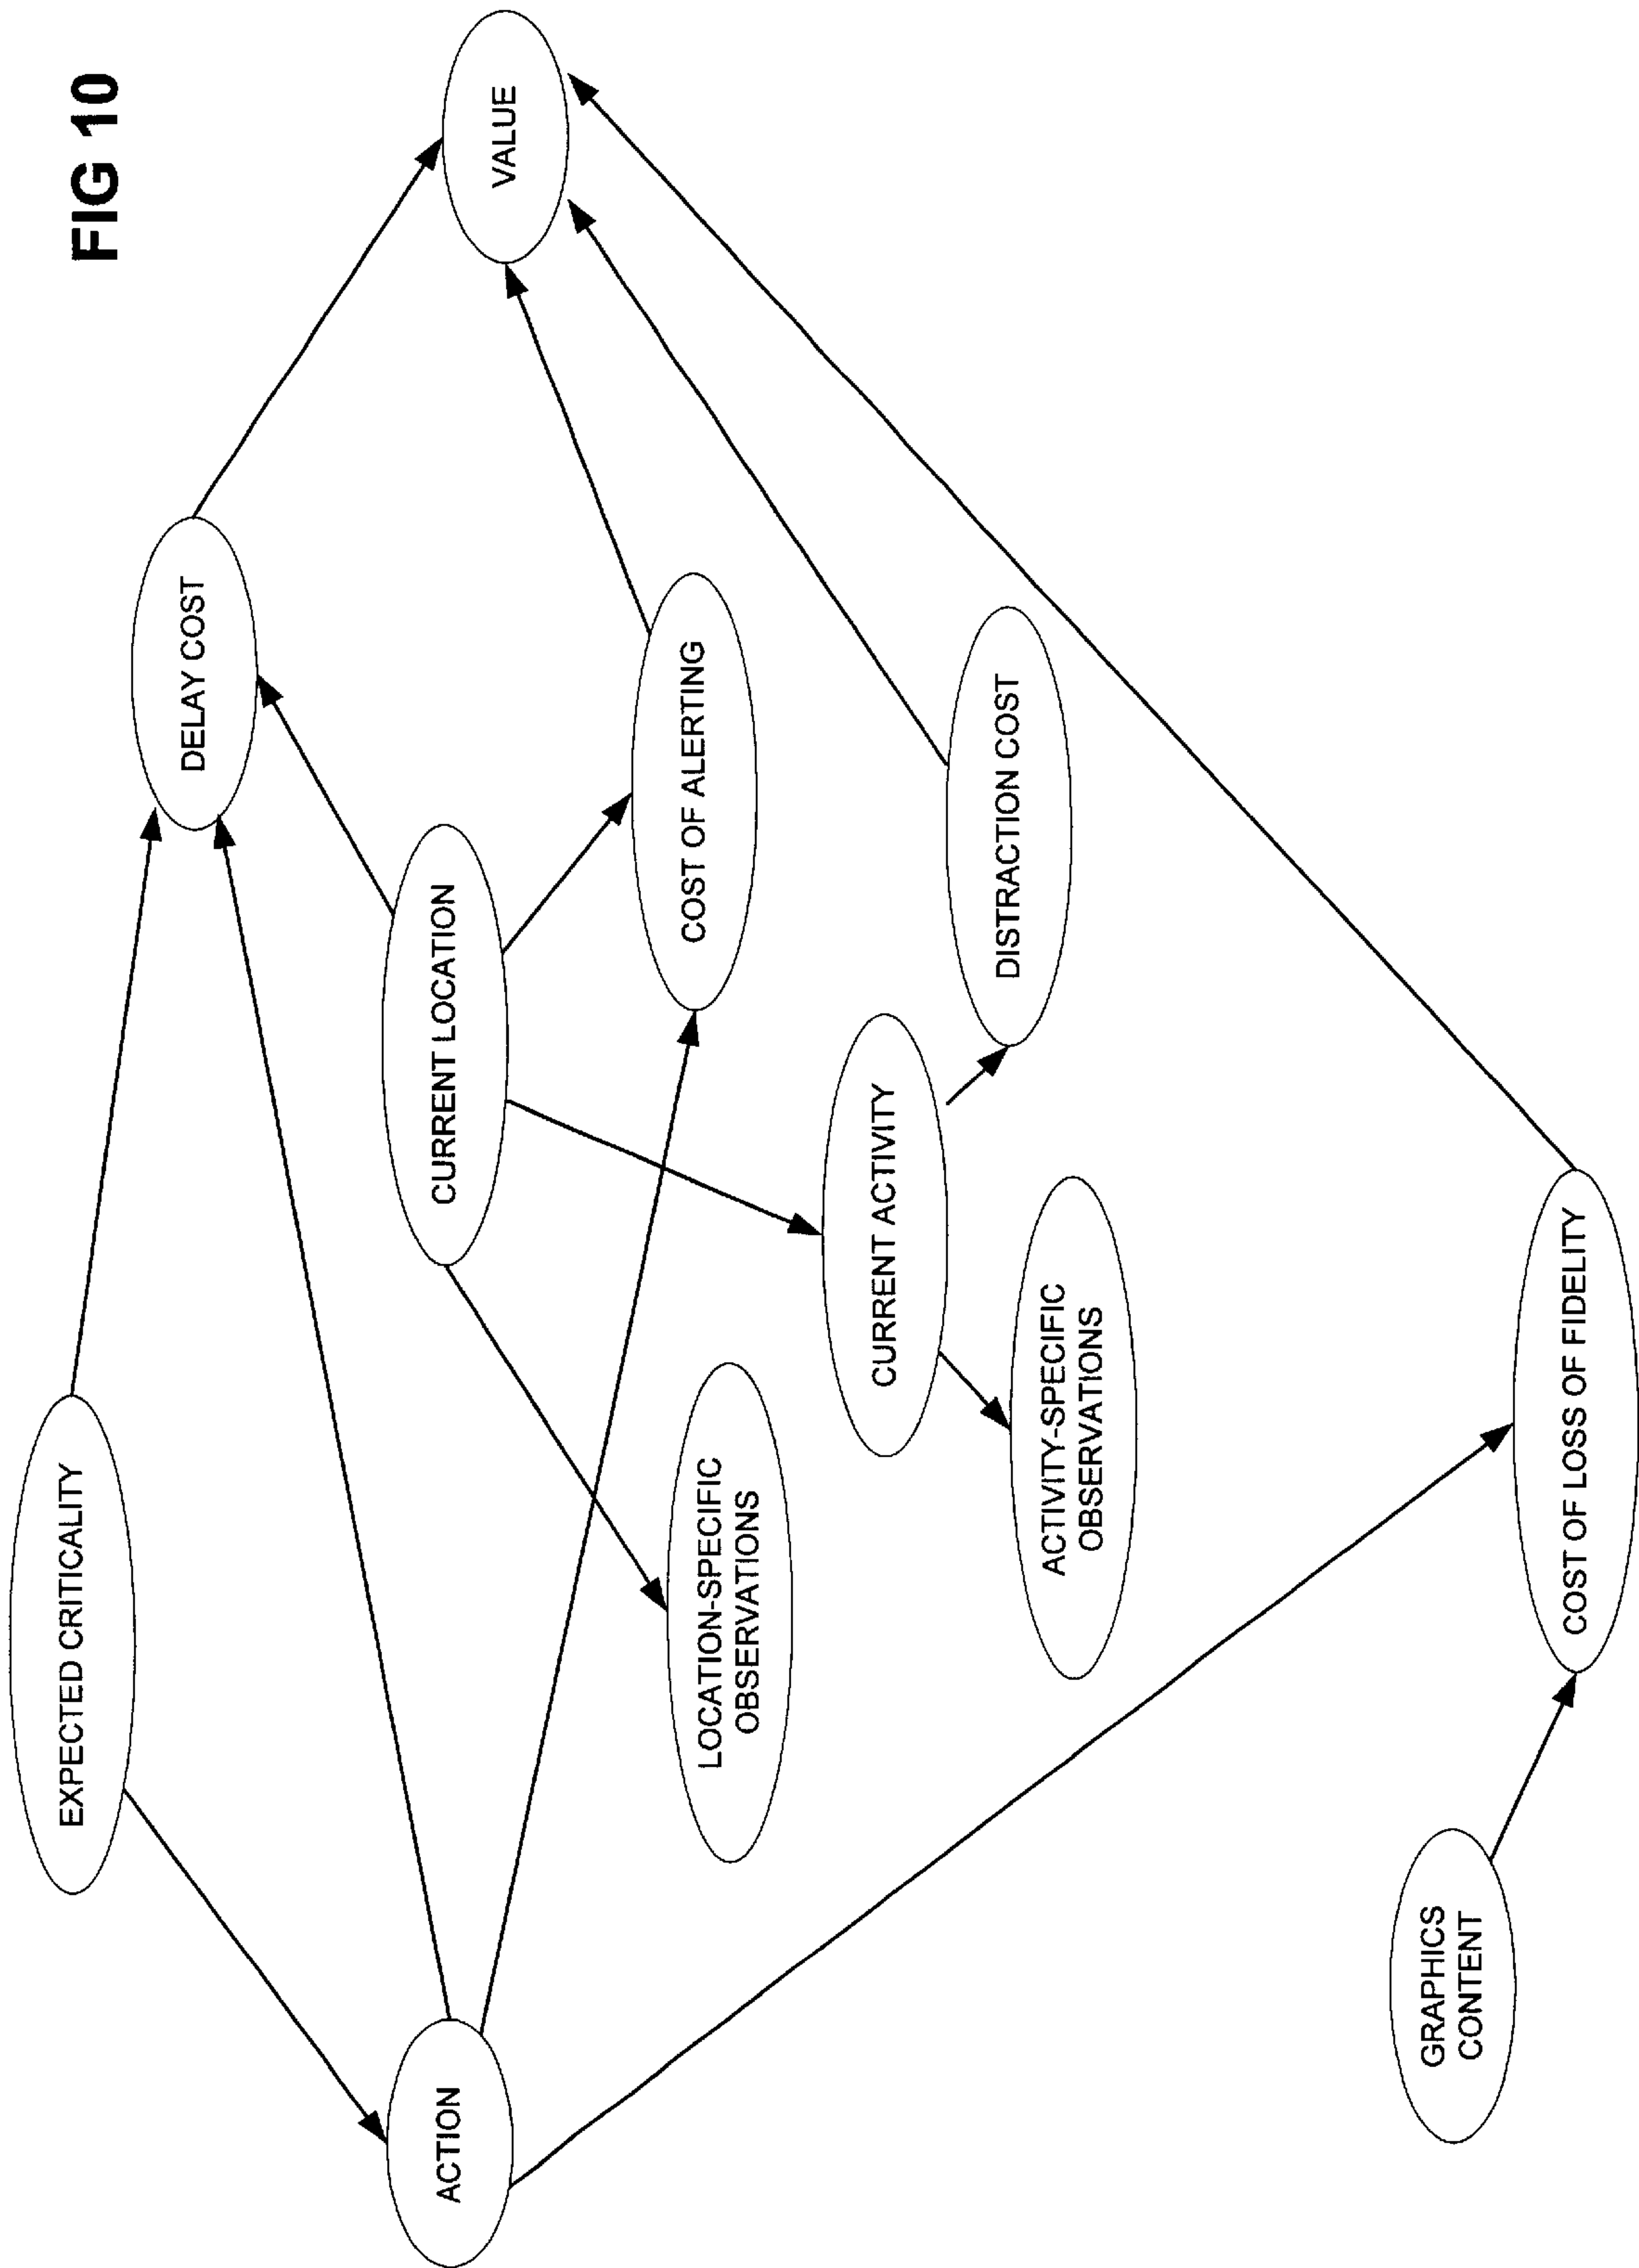 FIG 10
EXPECTED CRITICALITY
DELAY COST
ACTION
CURRENT LOCATION
VALUE
LOCATION-SPECIFIC
OBSERVATIONS
COST OF ALERTING
CURRENT ACTIVITY
DISTRACTION COST
ACTIVITY-SPECIFIC
OBSERVATIONS
GRAPHICS
CONTENT
COST OF LOSS OF FIDELITY